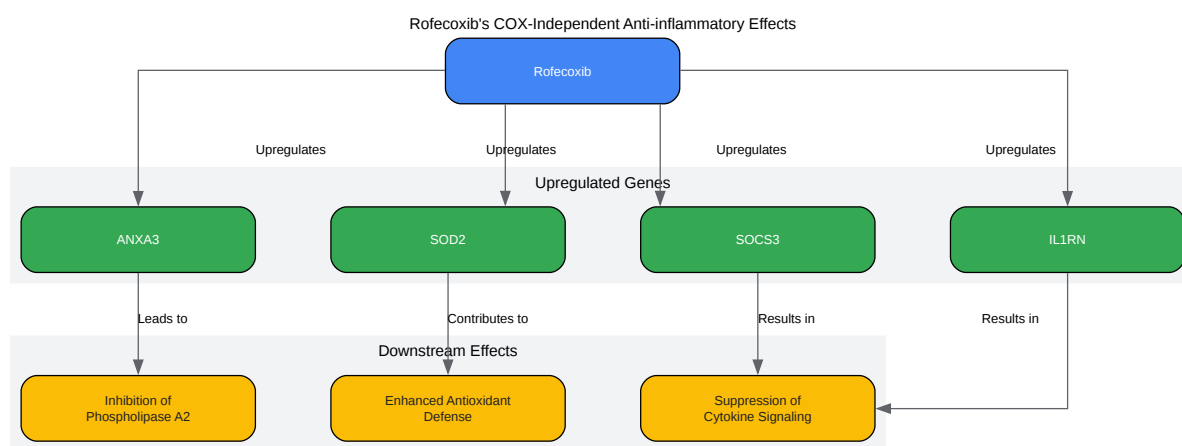 Rofecoxib's COX-Independent Anti-inflammatory Effects
Rofecoxib
Upregulates
Upregulates
Upregulates
Upregulates
Upregulated Genes
ANXA3
SOD2
SOCS3
IL1RN
Leads to
Contributes to
Results in
Results in
Downstream Effects
Inhibition of
Phospholipase A2
Enhanced Antioxidant
Defense
Suppression of
Cytokine Signaling